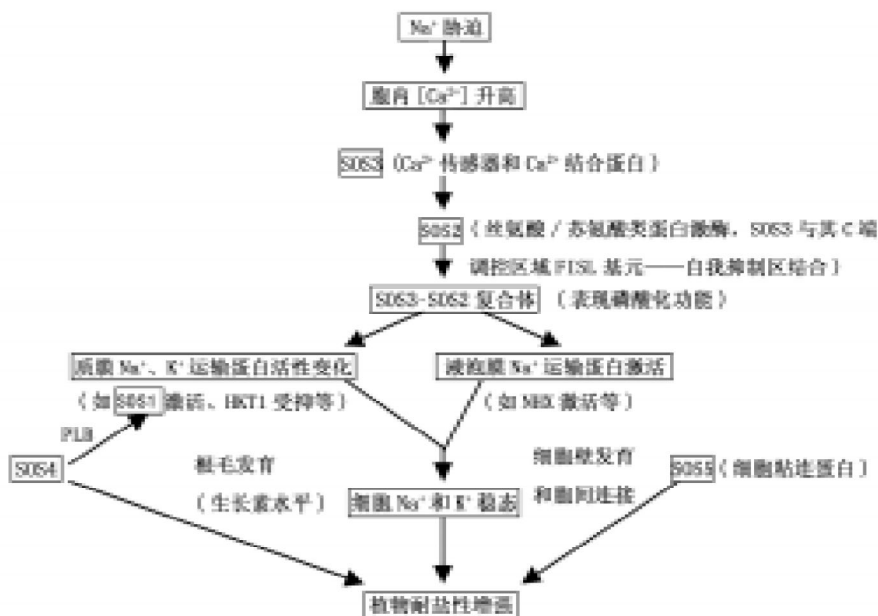 Na⁺胁迫
胞内[Ca²⁺]升高
SOS3(Ca²⁺传感器和Ca²⁺结合蛋白)
SOS2(丝氨酸/苏氨酸类蛋白激酶,SOS3与其C端
调控区域FISL基元——自我抑制区结合)
SOS3-SOS2复合体(表现磷酸化功能)
质膜Na⁺、K⁺运输蛋白活性变化
液泡膜Na⁺运输蛋白激活
(如SOS1激活、HKT1受抑等)
(如NHX激活等)
PLB
SOS4
根毛发育
(生长素水平)
细胞壁发育
和胞间连接
SOS5(细胞粘连蛋白)
细胞Na⁺和K⁺稳态
植物耐盐性增强